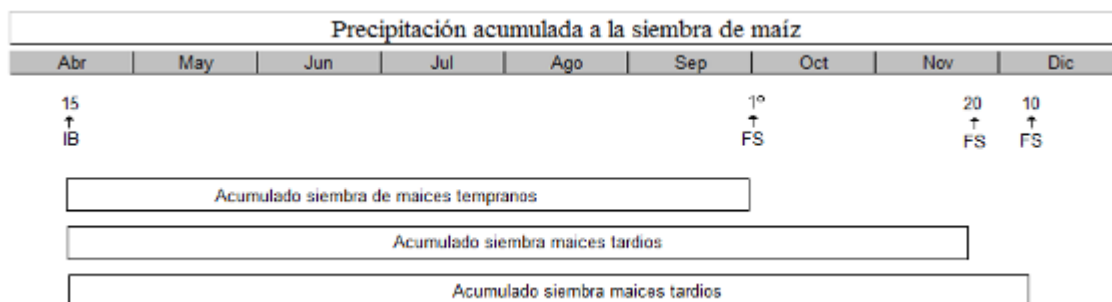 Precipitación acumulada a la siembra de maíz
Abr May Jun Jul Ago Sep Oct Nov Dic
15 1º 20 10
IB FS FS FS
Acumulado siembra de maices tempranos
Acumulado siembra maices tardios
Acumulado siembra maices tardios